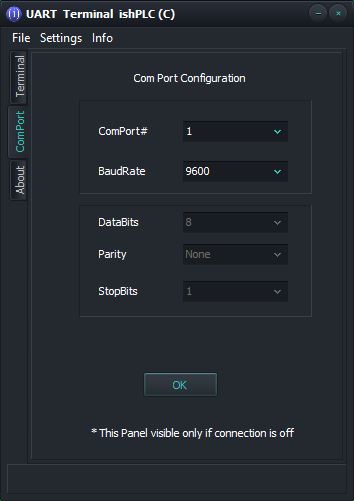 UART Terminal ishPLC (C)
File Settings Info
Terminal
ComPort
About
Com Port Configuration
ComPort# 1
BaudRate 9600
DataBits 8
Parity None
StopBits 1
OK
* This Panel visible only if connection is off